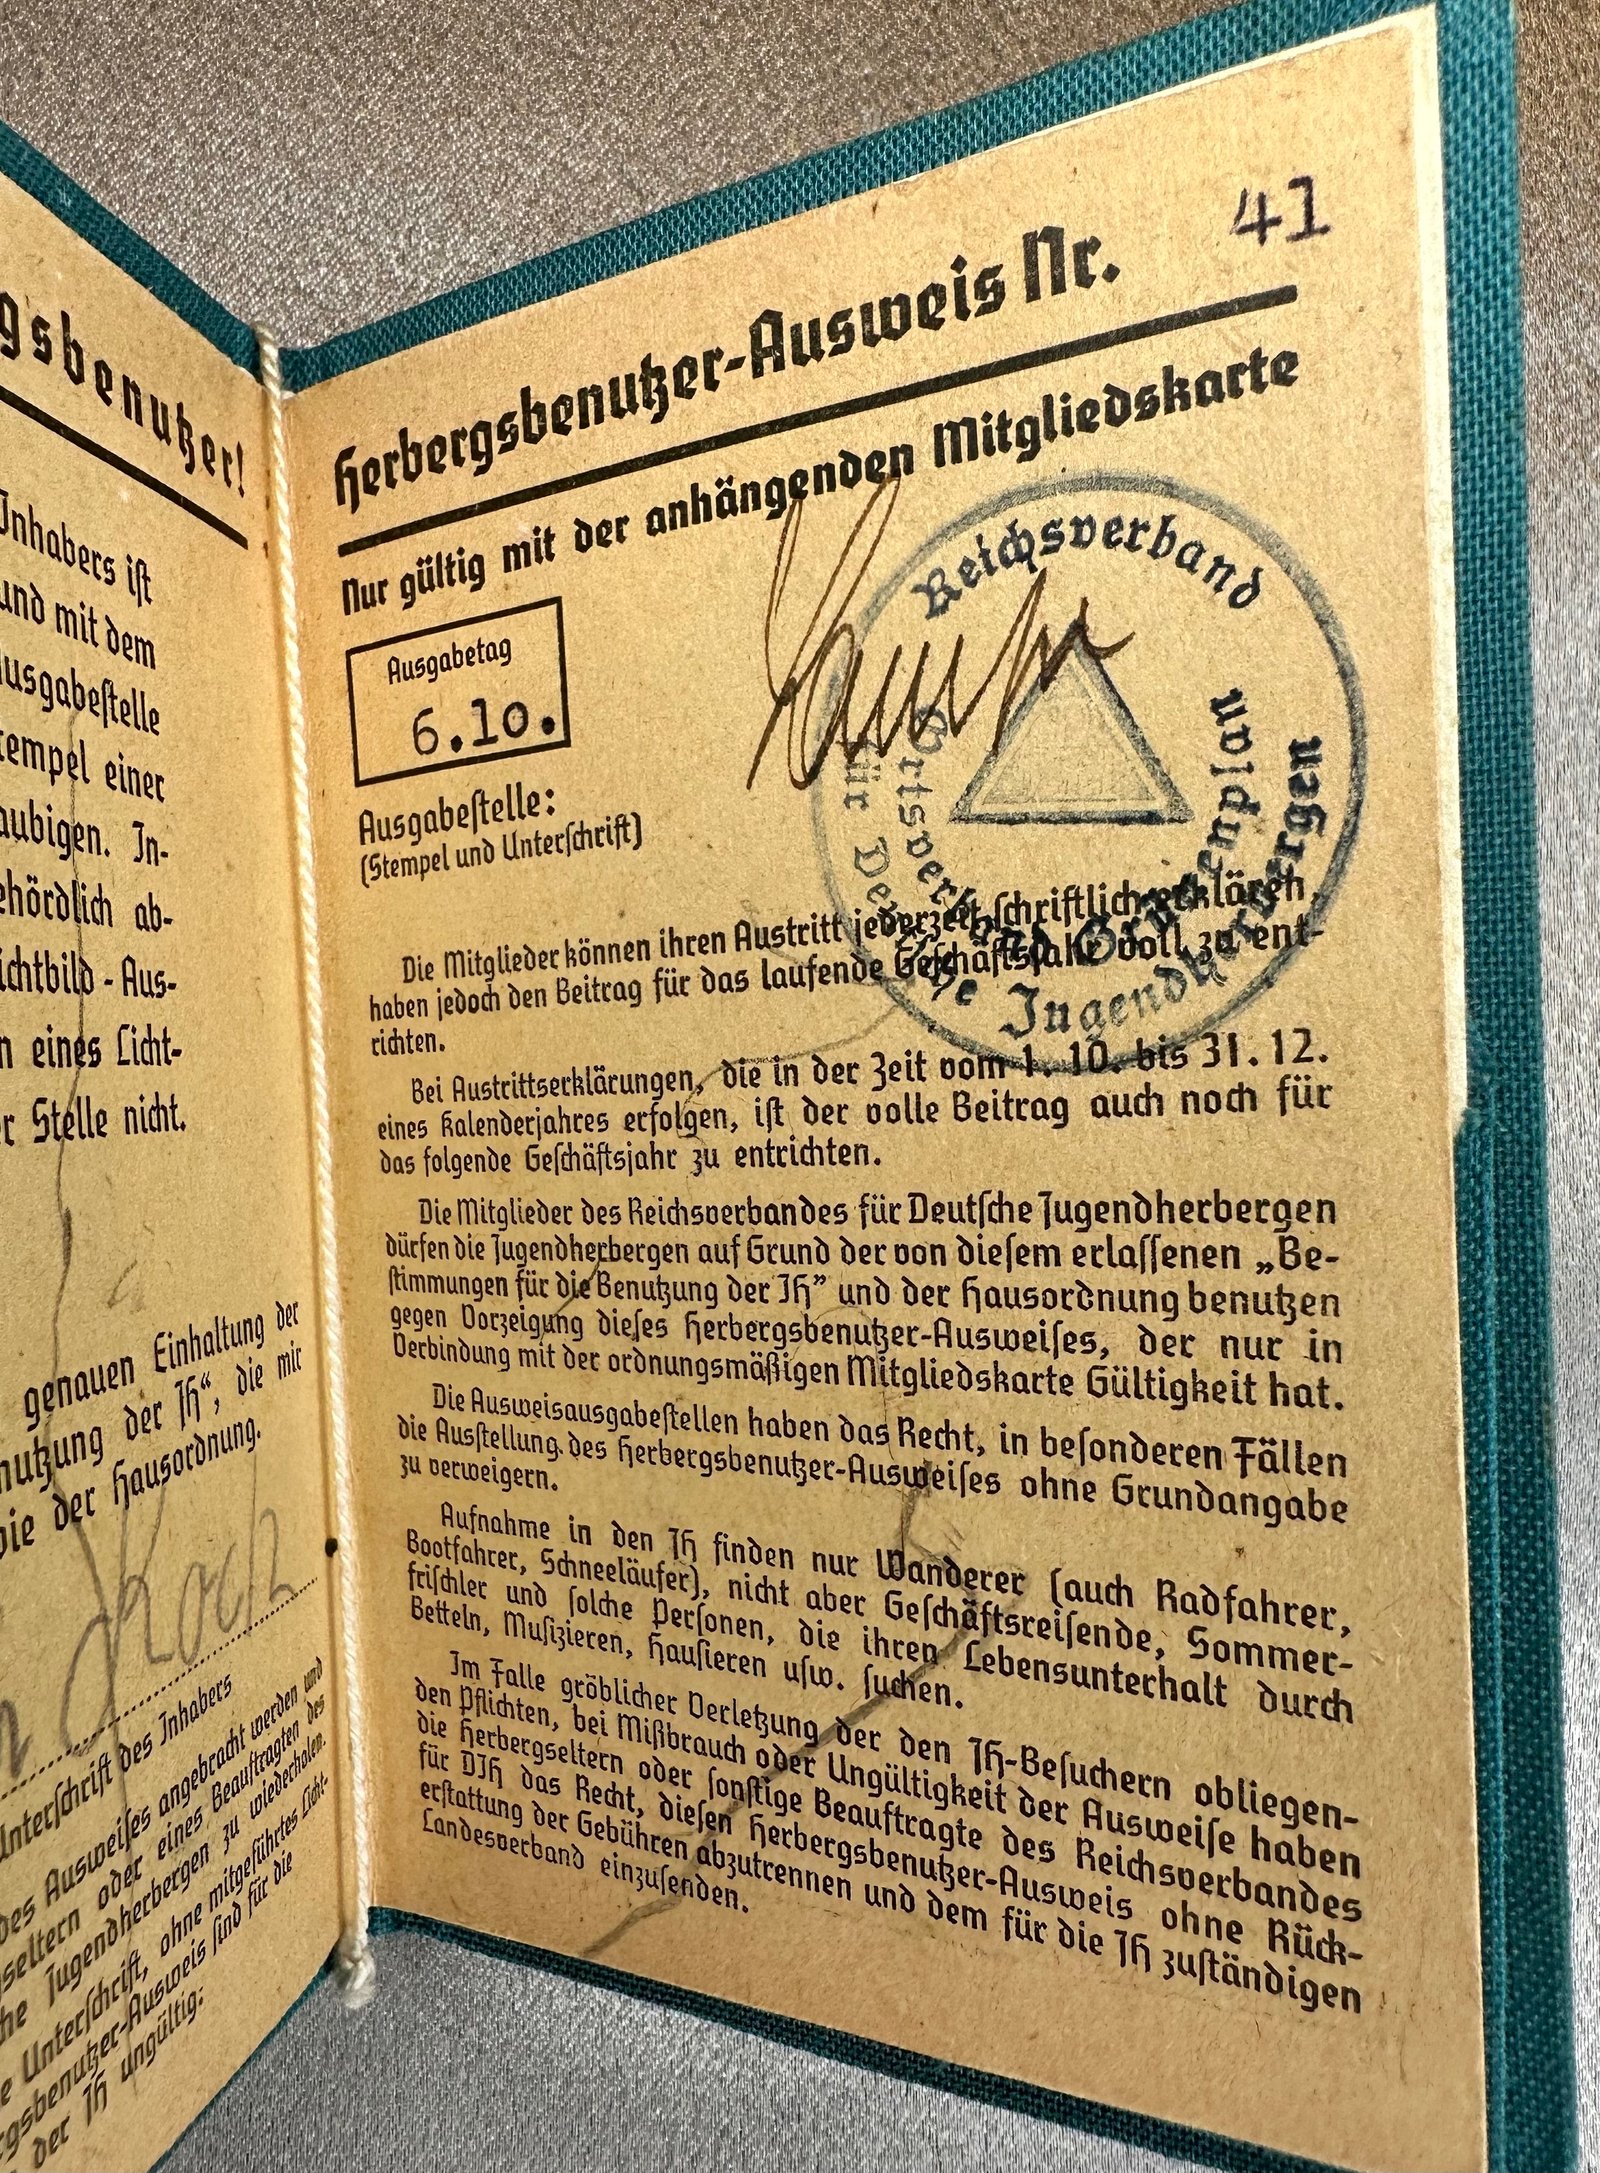 gsbenutzer!
Inhabers ist
und mit dem
Ausgabestelle
tempel einer
aubigen. In-
ehördlich ab-
ichtbild-Aus-
n eines Licht-
r Stelle nicht.
genauen Einhaltung der
nutzung der JH“, die mir
wie der Hausordnung.
Koch
Unterschrift des Inhabers
des Ausweises angebracht werden und
seltern oder eines Beauftragten des
he Jugendherbergen zu wiederholen.
e Unterschrift, ohne mitgeführtes Licht-
gsbenutzer-Ausweis sind für die
der JH ungültig:
Herbergsbenutzer-Ausweis Nr. 41
Nur gültig mit der anhängenden Mitgliedskarte
Ausgabetag
6.10.
Ausgabestelle:
(Stempel und Unterschrift)
Reichsverband
für Deutsche Jugendherbergen
Ortsverband
Die Mitglieder können ihren Austritt jederzeit schriftlich erklären,
haben jedoch den Beitrag für das laufende Geschäftsjahr voll zu ent-
richten.
Bei Austrittserklärungen, die in der Zeit vom 1. 10. bis 31. 12.
eines Kalenderjahres erfolgen, ist der volle Beitrag auch noch für
das folgende Geschäftsjahr zu entrichten.
Die Mitglieder des Reichsverbandes für Deutsche Jugendherbergen
dürfen die Jugendherbergen auf Grund der von diesem erlassenen „Be-
stimmungen für die Benutzung der JH” und der Hausordnung benutzen
gegen Vorzeigung dieses Herbergsbenutzer-Ausweises, der nur in
Verbindung mit der ordnungsmäßigen Mitgliedskarte Gültigkeit hat.
Die Ausweisausgabestellen haben das Recht, in besonderen Fällen
die Ausstellung des Herbergsbenutzer-Ausweises ohne Grundangabe
zu verweigern.
Aufnahme in den JH finden nur Wanderer (auch Radfahrer,
Bootfahrer, Schneeläufer), nicht aber Geschäftsreisende, Sommer-
frischler und solche Personen, die ihren Lebensunterhalt durch
Betteln, Musizieren, Hausieren usw. suchen.
Im Falle gröblicher Verletzung der den JH-Besuchern obliegen-
den Pflichten, bei Mißbrauch oder Ungültigkeit der Ausweise haben
die Herbergseltern oder sonstige Beauftragte des Reichsverbandes
für DJH das Recht, diesen Herbergsbenutzer-Ausweis ohne Rück-
erstattung der Gebühren abzutrennen und dem für die JH zuständigen
Landesverband einzusenden.